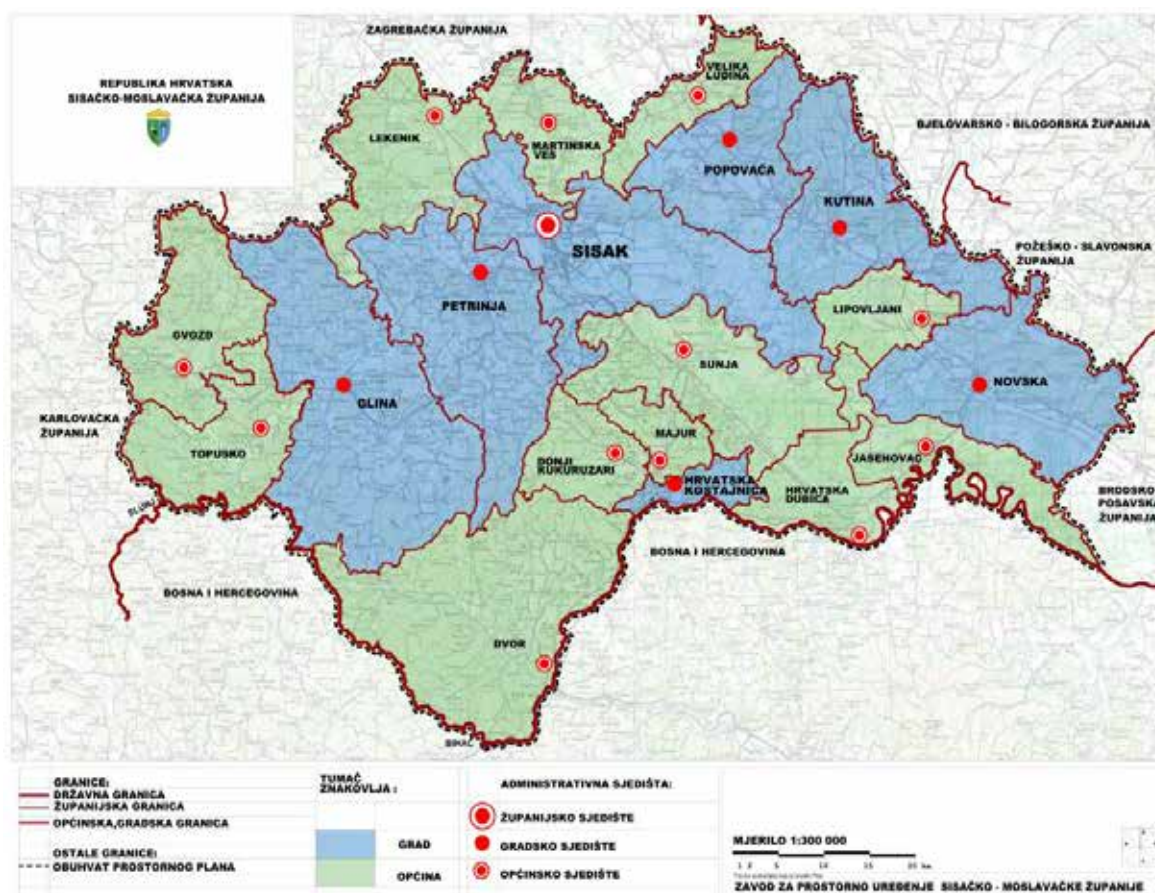 ZAGREBAČKA ŽUPANIJA
REPUBLIKA HRVATSKA
SISAČKO-MOSLAVAČKA ŽUPANIJA
VELIKA
LUDINA
LEKENIK
MARTINSKA
VES
BJELOVARSKO - BILOGORSKA ŽUPANIJA
POPOVAČA
KUTINA
SISAK
POŽEŠKO - SLAVONSKA
ŽUPANIJA
PETRINJA
LIPOVLJANI
GVOZD
SUNJA
NOVSKA
GLINA
KARLOVAČKA
ŽUPANIJA
TOPUSKO
MAJUR
DONJI
KUKURUZARI
JASENOVAC
HRVATSKA
KOSTAJNICA
HRVATSKA
DUBICA
BRODSKO
POSAVSKA
ŽUPANIJA
BOSNA I HERCEGOVINA
BOSNA I HERCEGOVINA
DVOR
BIHAĆ
GRANICE:
DRŽAVNA GRANICA
ŽUPANIJSKA GRANICA
OPĆINSKA,GRADSKA GRANICA
OSTALE GRANICE:
OBUHVAT PROSTORNOG PLANA
TUMAČ
ZNAKOVLJA :
GRAD
OPĆINA
ADMINISTRATIVNA SJEDIŠTA:
ŽUPANIJSKO SJEDIŠTE
GRADSKO SJEDIŠTE
OPĆINSKO SJEDIŠTE
MJERILO 1:300 000
ZAVOD ZA PROSTORNO UREĐENJE SISAČKO - MOSLAVAČKE ŽUPANIJE